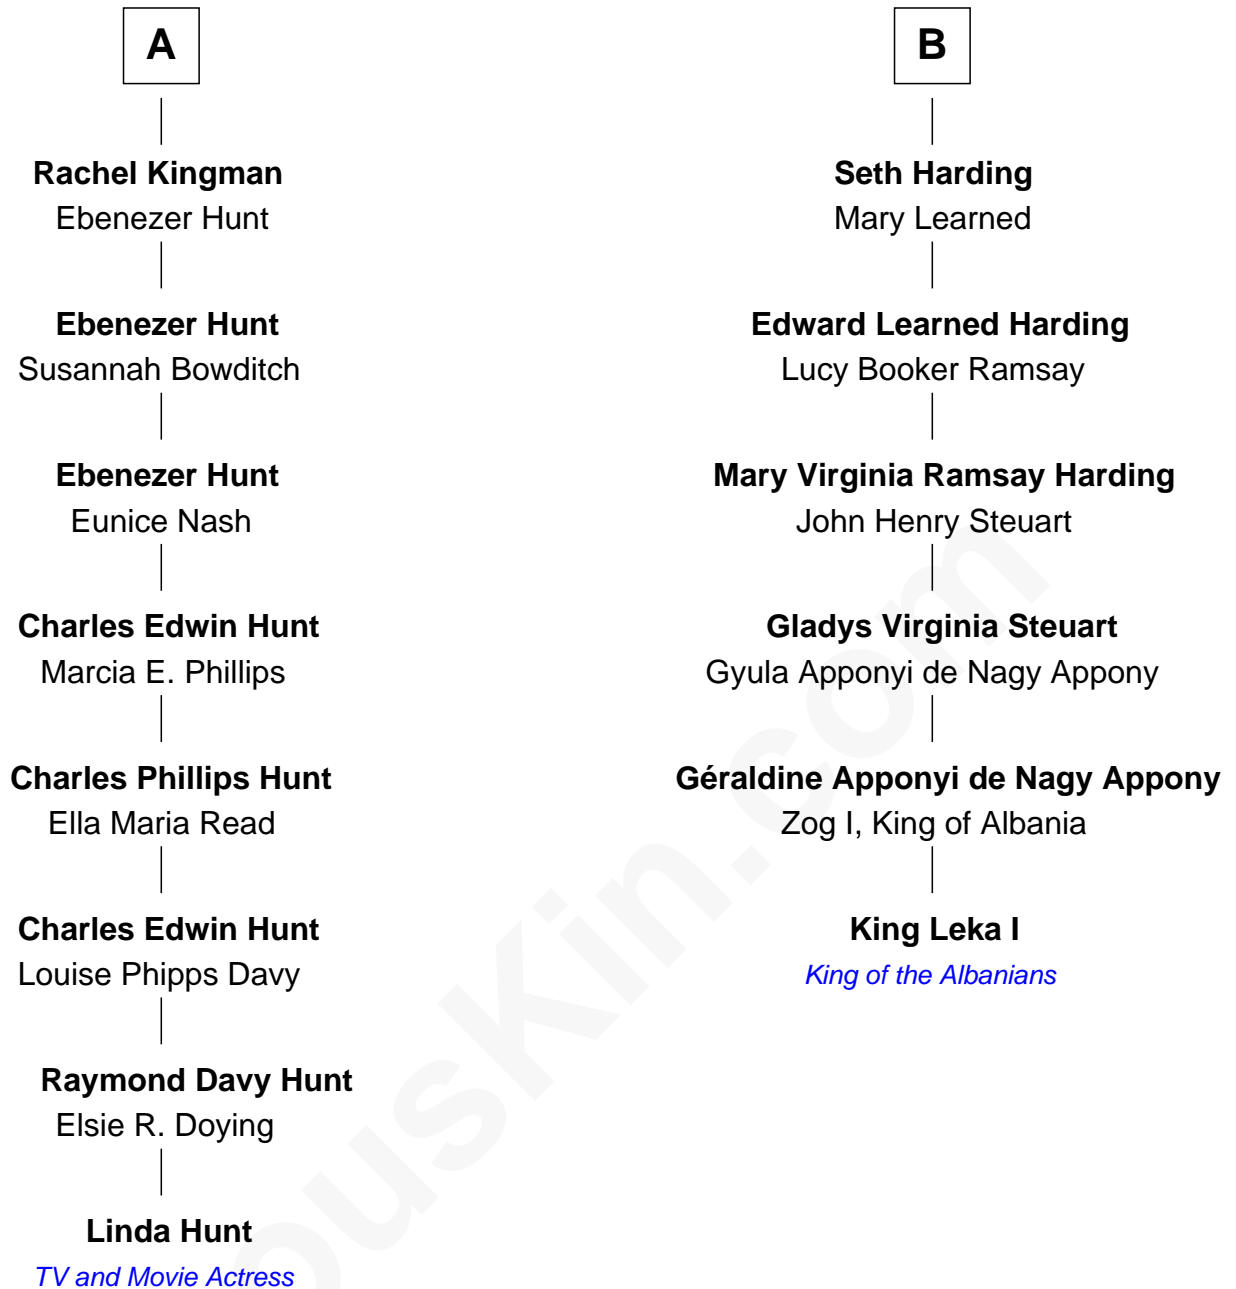 A
Rachel Kingman
Ebenezer Hunt
Ebenezer Hunt
Susannah Bowditch
Ebenezer Hunt
Eunice Nash
Charles Edwin Hunt
Marcia E. Phillips
Charles Phillips Hunt
Ella Maria Read
Charles Edwin Hunt
Louise Phipps Davy
Raymond Davy Hunt
Elsie R. Doying
Linda Hunt
TV and Movie Actress
B
Seth Harding
Mary Learned
Edward Learned Harding
Lucy Booker Ramsay
Mary Virginia Ramsay Harding
John Henry Steuart
Gladys Virginia Steuart
Gyula Apponyi de Nagy Appony
Géraldine Apponyi de Nagy Appony
Zog I, King of Albania
King Leka I
King of the Albanians
ousKin.com